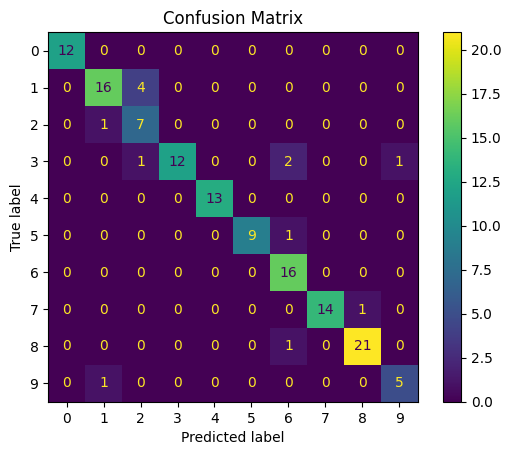 Confusion Matrix
0 12 0 0 0 0 0 0 0 0 0
1 0 16 4 0 0 0 0 0 0 0
2 0 1 7 0 0 0 0 0 0 0
3 0 0 1 12 0 0 2 0 0 1
4 0 0 0 0 13 0 0 0 0 0
5 0 0 0 0 0 9 1 0 0 0
6 0 0 0 0 0 0 16 0 0 0
7 0 0 0 0 0 0 0 14 1 0
8 0 0 0 0 0 0 1 0 21 0
9 0 1 0 0 0 0 0 0 0 5
0 1 2 3 4 5 6 7 8 9
Predicted label
True label
20.0
17.5
15.0
12.5
10.0
7.5
5.0
2.5
0.0